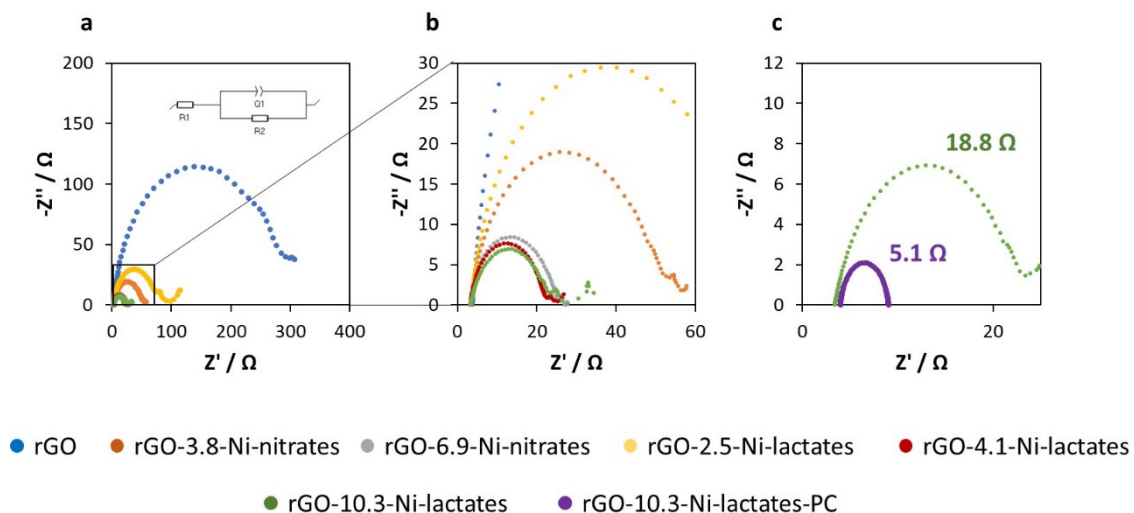 a
b
c
200
150
100
50
0
-Z'' / Ω
R1
Q1
R2
0
100
200
300
400
Z' / Ω
30
25
20
15
10
5
0
-Z'' / Ω
0
20
40
60
Z' / Ω
12
10
8
6
4
2
0
-Z'' / Ω
18.8 Ω
5.1 Ω
0
20
Z' / Ω
rGO
rGO-3.8-Ni-nitrates
rGO-6.9-Ni-nitrates
rGO-2.5-Ni-lactates
rGO-4.1-Ni-lactates
rGO-10.3-Ni-lactates
rGO-10.3-Ni-lactates-PC